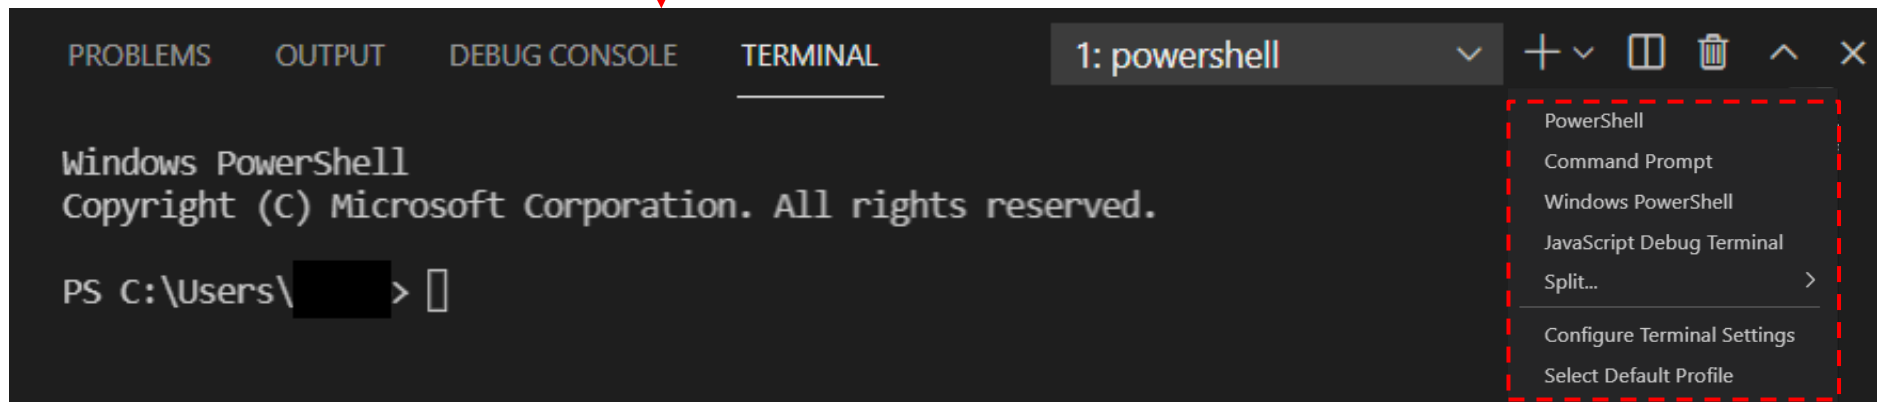 PROBLEMS OUTPUT DEBUG CONSOLE TERMINAL 1: powershell
Windows PowerShell
Copyright (C) Microsoft Corporation. All rights reserved.
PS C:\Users\ >
PowerShell
Command Prompt
Windows PowerShell
JavaScript Debug Terminal
Split...
Configure Terminal Settings
Select Default Profile